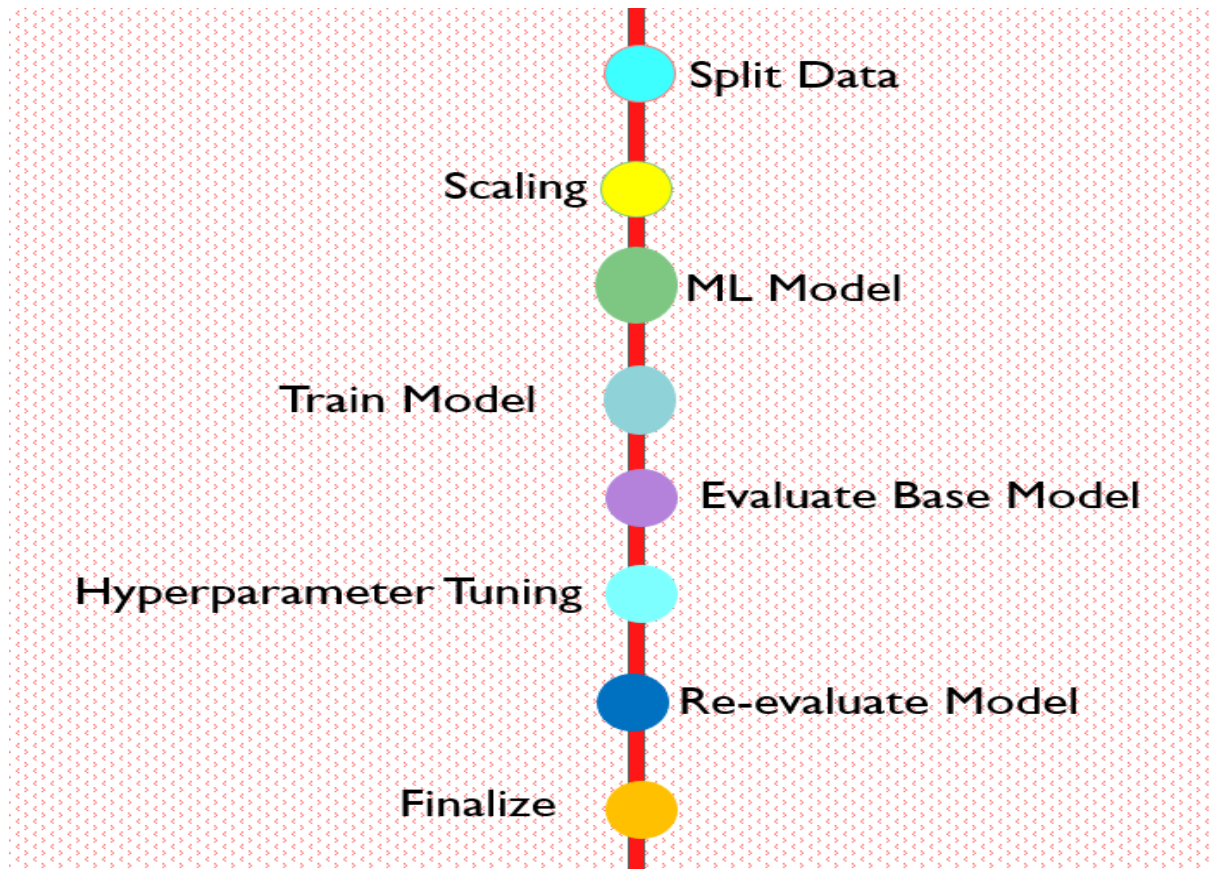 Split Data
Scaling
ML Model
Train Model
Evaluate Base Model
Hyperparameter Tuning
Re-evaluate Model
Finalize